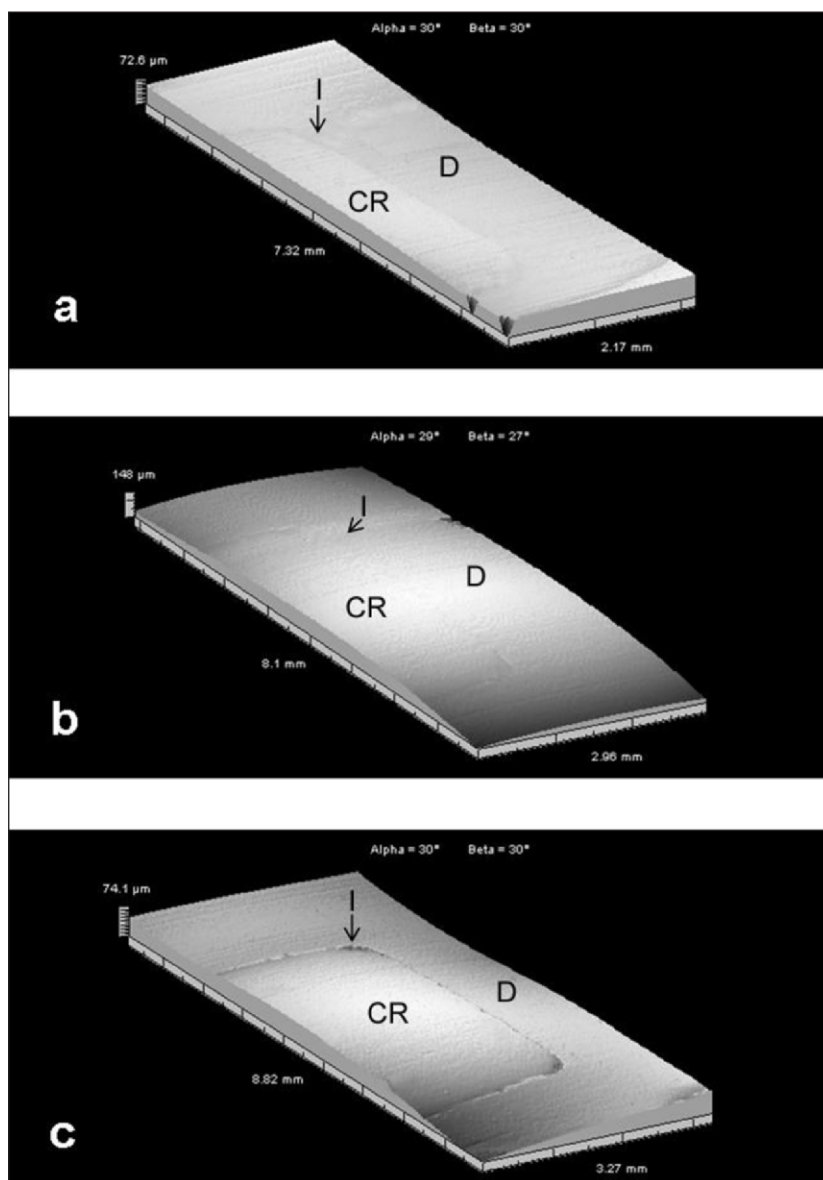 Alpha = 30° Beta = 30°
72.6 µm
I
D
CR
7.32 mm
a
2.17 mm
Alpha = 29° Beta = 27°
148 µm
I
D
CR
8.1 mm
b
2.96 mm
Alpha = 30° Beta = 30°
74.1 µm
I
D
CR
8.82 mm
c
3.27 mm